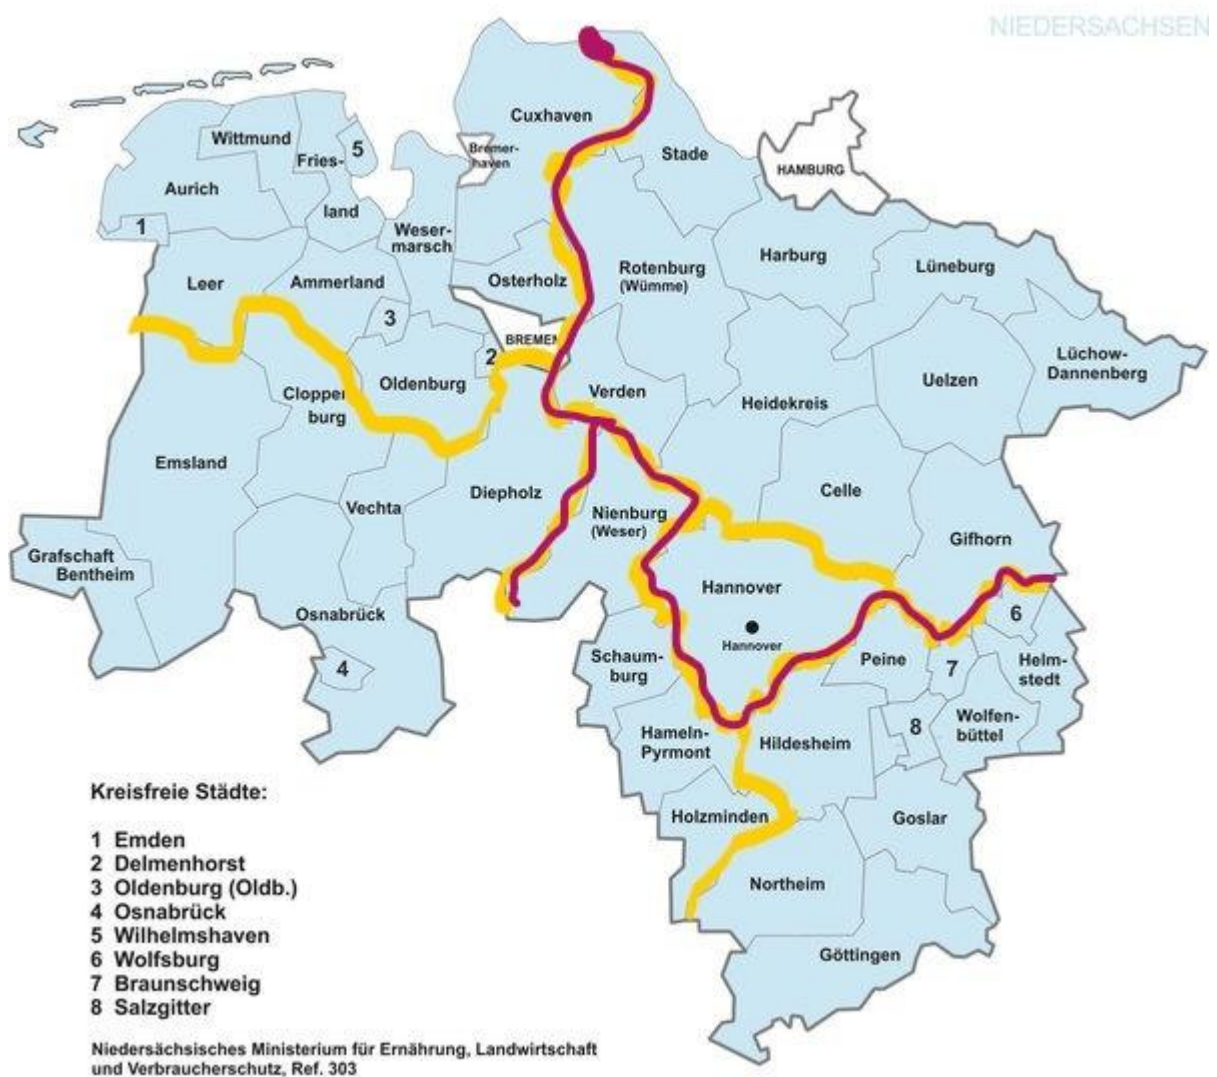 NIEDERSACHSEN
Cuxhaven
Wittmund
Bremer-
haven
Stade
5
Fries-
HAMBURG
Aurich
land
1
Weser-
marsch
Harburg
Lüneburg
Rotenburg
(Wümme)
Leer
Ammerland
Osterholz
3
BREMEN
2
Lüchow-
Dannenberg
Oldenburg
Uelzen
Cloppen
burg
Verden
Heidekreis
Emsland
Diepholz
Celle
Vechta
Nienburg
(Weser)
Gifhorn
Grafschaft
Bentheim
Hannover
Osnabrück
6
Hannover
Schaum-
burg
Peine
7
Helm-
stedt
4
Wolfen-
büttel
8
Hameln-
Pyrmont
Hildesheim
Holzminden
Goslar
Northeim
Göttingen
Kreisfreie Städte:
1 Emden
2 Delmenhorst
3 Oldenburg (Oldb.)
4 Osnabrück
5 Wilhelmshaven
6 Wolfsburg
7 Braunschweig
8 Salzgitter
Niedersächsisches Ministerium für Ernährung, Landwirtschaft
und Verbraucherschutz, Ref. 303